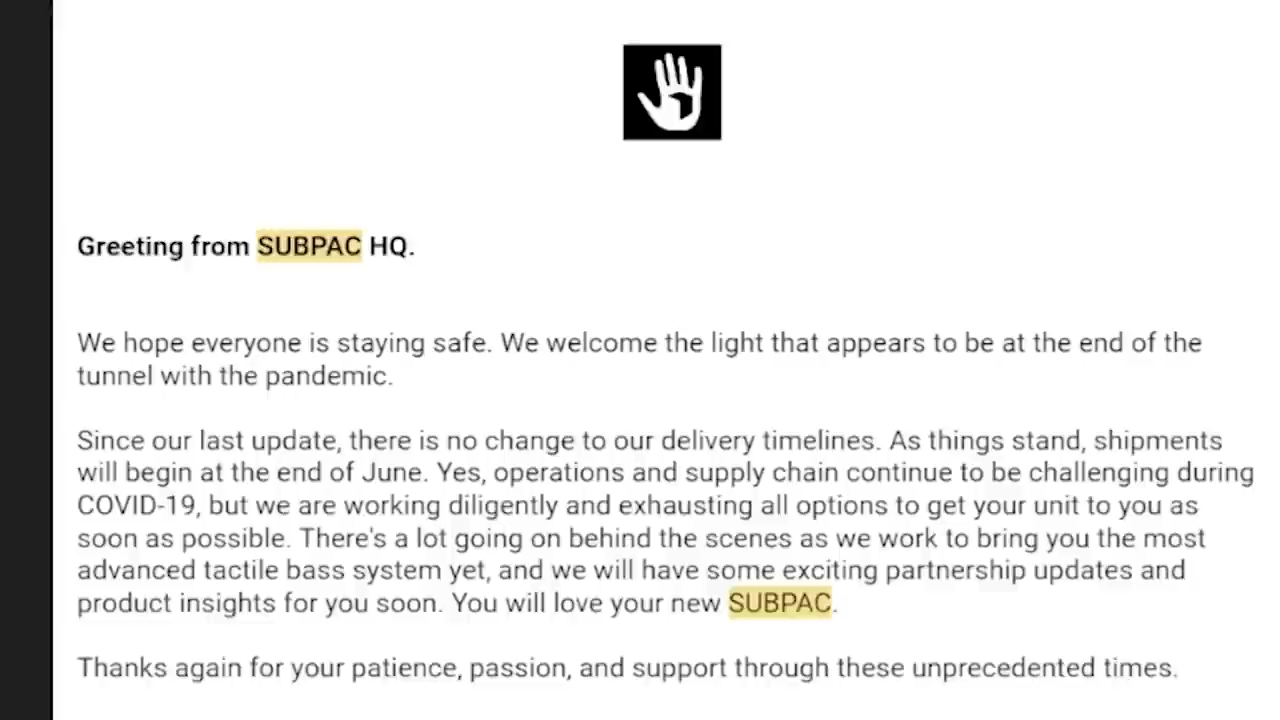 Greeting from SUBPAC HQ.
We hope everyone is staying safe. We welcome the light that appears to be at the end of the
tunnel with the pandemic.
Since our last update, there is no change to our delivery timelines. As things stand, shipments
will begin at the end of June. Yes, operations and supply chain continue to be challenging during
COVID-19, but we are working diligently and exhausting all options to get your unit to you as
soon as possible. There's a lot going on behind the scenes as we work to bring you the most
advanced tactile bass system yet, and we will have some exciting partnership updates and
product insights for you soon. You will love your new SUBPAC.
Thanks again for your patience, passion, and support through these unprecedented times.